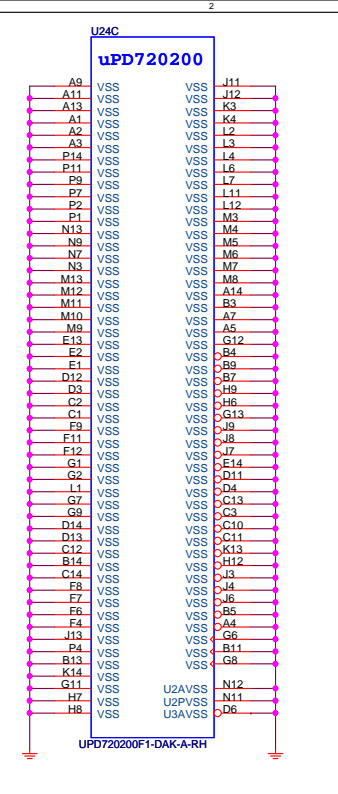 2
U24C
uPD720200
A9 VSS VSS J11
A11 VSS VSS J12
A13 VSS VSS K3
A1 VSS VSS K4
A2 VSS VSS L2
A3 VSS VSS L3
P14 VSS VSS L4
P11 VSS VSS L6
P9 VSS VSS L7
P7 VSS VSS L11
P2 VSS VSS L12
P1 VSS VSS M3
N13 VSS VSS M4
N9 VSS VSS M5
N7 VSS VSS M6
N3 VSS VSS M7
M13 VSS VSS M8
M12 VSS VSS A14
M11 VSS VSS B3
M10 VSS VSS A7
M9 VSS VSS A5
E13 VSS VSS G12
E2 VSS VSS B4
E1 VSS VSS B9
D12 VSS VSS B7
D3 VSS VSS H9
C2 VSS VSS H6
C1 VSS VSS G13
F9 VSS VSS J9
F11 VSS VSS J8
F12 VSS VSS J7
G1 VSS VSS E14
G2 VSS VSS D11
L1 VSS VSS D4
G7 VSS VSS C13
G9 VSS VSS C3
D14 VSS VSS C10
D13 VSS VSS C11
C12 VSS VSS K13
B14 VSS VSS H12
C14 VSS VSS J3
F8 VSS VSS J4
F7 VSS VSS J6
F6 VSS VSS B5
F4 VSS VSS A4
J13 VSS VSS G6
P4 VSS VSS B11
B13 VSS VSS G8
K14 VSS
G11 VSS U2AVSS N12
H7 VSS U2PVSS N11
H8 VSS U3AVSS D6
UPD720200F1-DAK-A-RH